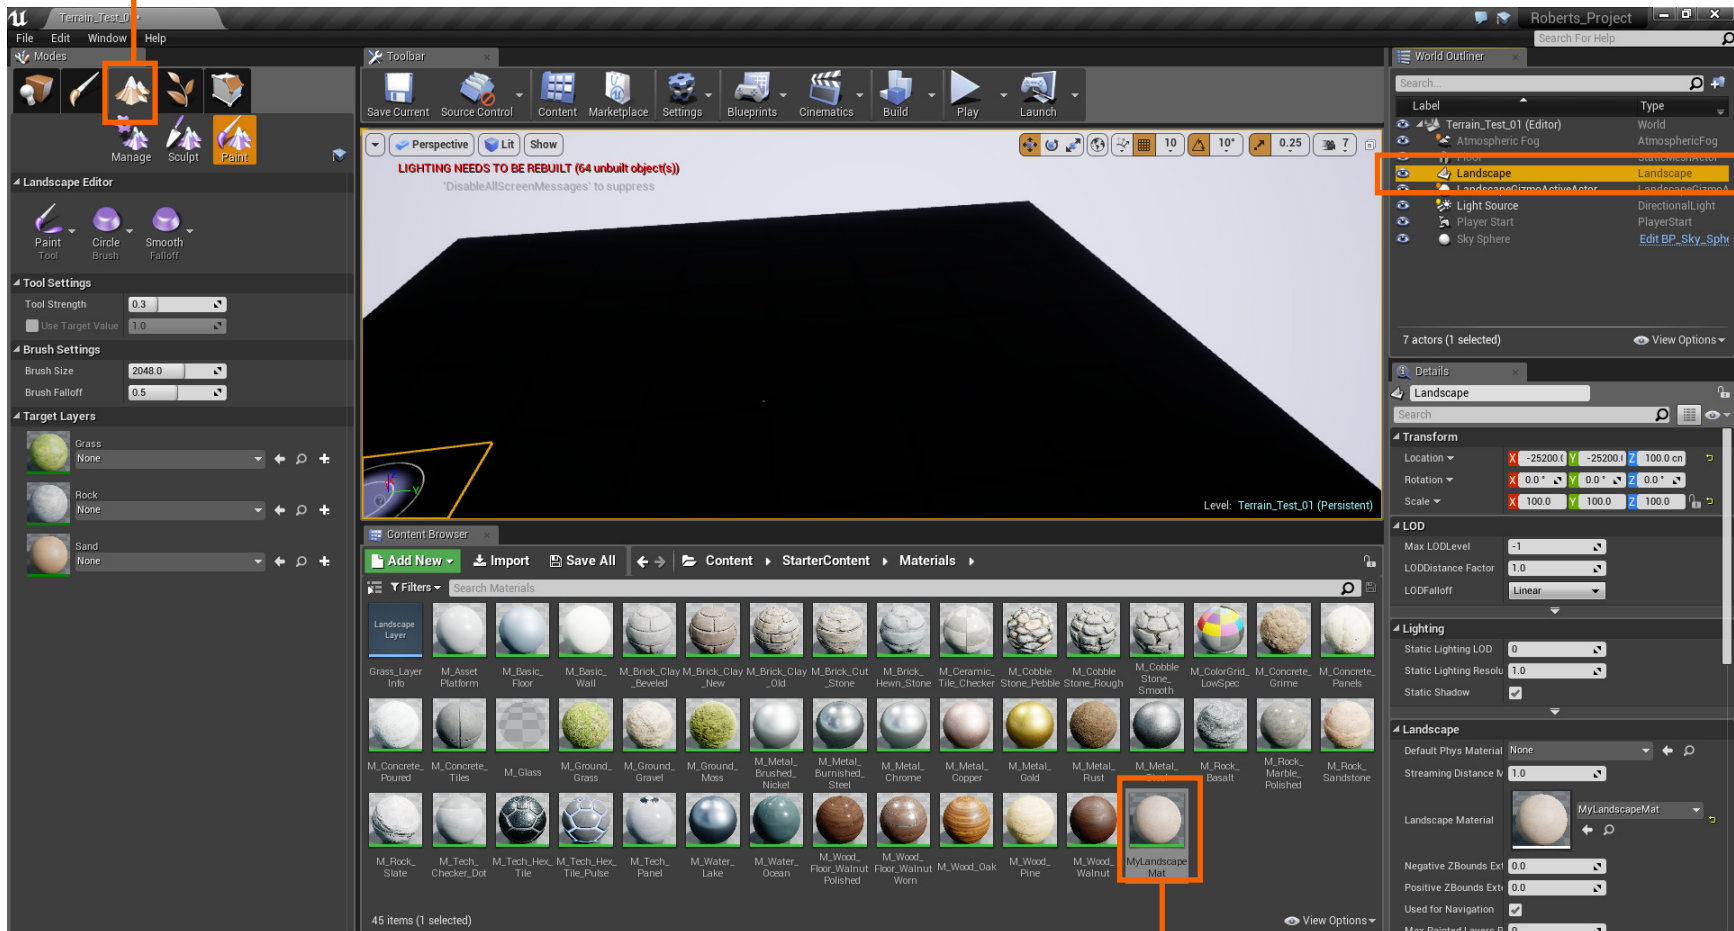 Terrain_Test_0
Roberts_Project
File Edit Window Help
Search For Help
Modes
Toolbar
World Outliner
Save Current Source Control Content Marketplace Settings Blueprints Cinematics Build Play Launch
Search...
Label Type
Manage Sculpt Paint
Perspective Lit Show
10 10° 0.25 7
LIGHTING NEEDS TO BE REBUILT (64 unbuilt object(s))
'DisableAllScreenMessages' to suppress
Terrain_Test_01 (Editor) World
Atmospheric Fog AtmosphericFog
Floor StaticMeshActor
Landscape Landscape
LandscapeGizmoActiveActor LandscapeGizmoA
Light Source DirectionalLight
Player Start PlayerStart
Sky Sphere Edit BP_Sky_Sph
7 actors (1 selected) View Options
Landscape Editor
Paint Circle Smooth
Tool Brush Falloff
Tool Settings
Tool Strength 0.3
Use Target Value 1.0
Brush Settings
Brush Size 2048.0
Brush Falloff 0.5
Target Layers
Grass
None
Rock
None
Sand
None
Level: Terrain_Test_01 (Persistent)
Content Browser
Add New Import Save All Content StarterContent Materials
Filters Search Materials
Landscape
Layer
Grass_Layer
Info
M_Asset
Platform
M_Basic_
Floor
M_Basic_
Wall
M_Brick_Clay
_Beveled
M_Brick_Clay
_New
M_Brick_Clay
_Old
M_Brick_Cut
_Stone
M_Brick_
Hewn_Stone
M_Ceramic_
Tile_Checker
M_Cobble
Stone_Pebble
M_Cobble
Stone_Rough
M_Cobble
Stone_
Smooth
M_ColorGrid_
LowSpec
M_Concrete_
Grime
M_Concrete_
Panels
M_Concrete_
Poured
M_Concrete_
Tiles
M_Glass
M_Ground_
Grass
M_Ground_
Gravel
M_Ground_
Moss
M_Metal_
Brushed_
Nickel
M_Metal_
Burnished_
Steel
M_Metal_
Chrome
M_Metal_
Copper
M_Metal_
Gold
M_Metal_
Rust
M_Metal_
M_Rock_
Basalt
M_Rock_
Marble_
Polished
M_Rock_
Sandstone
M_Rock_
Slate
M_Tech_
Checker_Dot
M_Tech_Hex_
Tile
M_Tech_Hex_
Tile_Pulse
M_Tech_
Panel
M_Water_
Lake
M_Water_
Ocean
M_Wood_
Floor_Walnut
Polished
M_Wood_
Floor_Walnut
Worn
M_Wood_Oak
M_Wood_
Pine
M_Wood_
Walnut
MyLandscape
Mat
45 items (1 selected) View Options
Details
Landscape
Search
Transform
Location X -25200.( Y -25200.( Z 100.0 cm
Rotation X 0.0 ° Y 0.0 ° Z 0.0 °
Scale X 100.0 Y 100.0 Z 100.0
LOD
Max LODLevel -1
LODDistance Factor 1.0
LODFalloff Linear
Lighting
Static Lighting LOD 0
Static Lighting Resolu 1.0
Static Shadow
Landscape
Default Phys Material None
Streaming Distance M 1.0
Landscape Material MyLandscapeMat
Negative ZBounds Ext 0.0
Positive ZBounds Exte 0.0
Used for Navigation
Max Painted Layers P 0